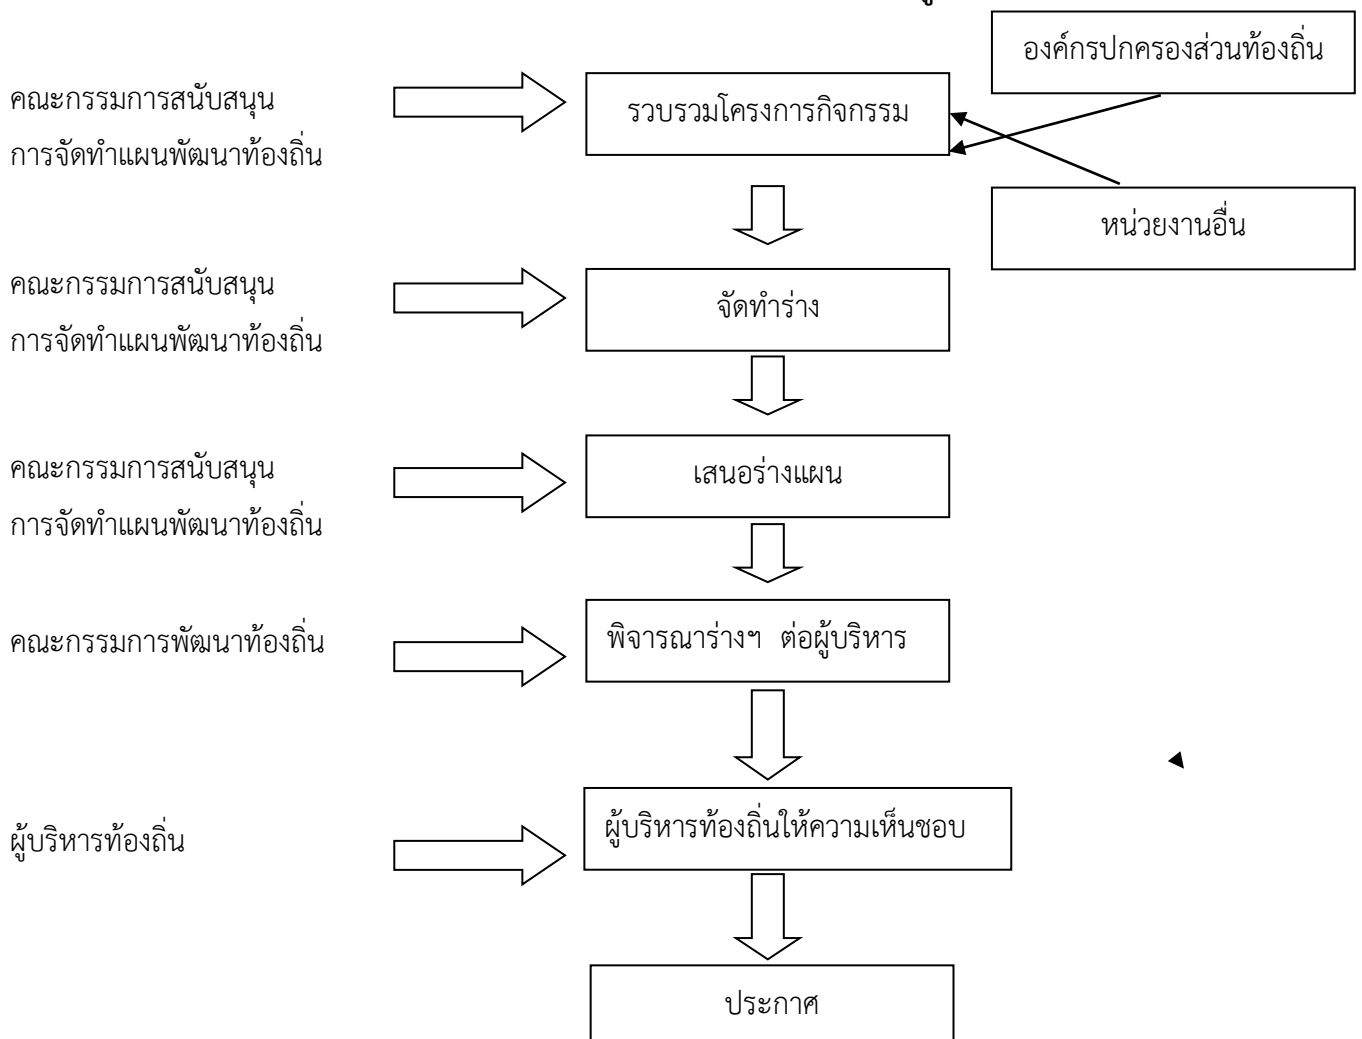 องค์กรปกครองส่วนท้องถิ่น
คณะกรรมการสนับสนุน
การจัดทำแผนพัฒนาท้องถิ่น
รวบรวมโครงการกิจกรรม
หน่วยงานอื่น
คณะกรรมการสนับสนุน
การจัดทำแผนพัฒนาท้องถิ่น
จัดทำร่าง
คณะกรรมการสนับสนุน
การจัดทำแผนพัฒนาท้องถิ่น
เสนอร่างแผน
คณะกรรมการพัฒนาท้องถิ่น
พิจารณาร่างฯ ต่อผู้บริหาร
ผู้บริหารท้องถิ่น
ผู้บริหารท้องถิ่นให้ความเห็นชอบ
ประกาศ